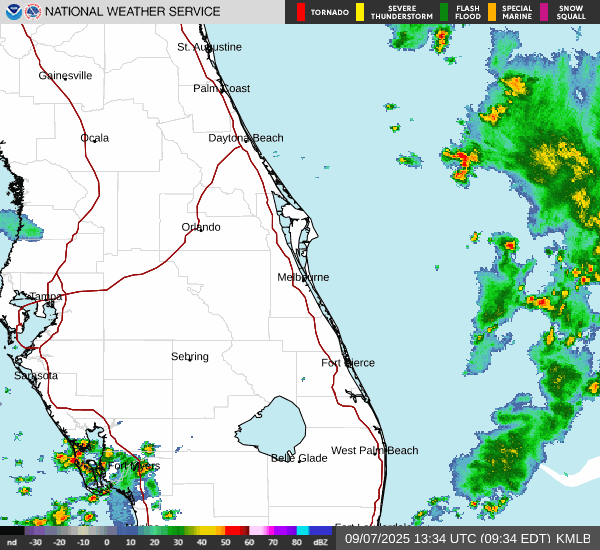 NATIONAL WEATHER SERVICE
TORNADO
SEVERE THUNDERSTORM
FLASH FLOOD
SPECIAL MARINE
SNOW SQUALL
St. Augustine
Gainesville
Palm Coast
Ocala
Daytona Beach
Orlando
Melbourne
Tampa
Sebring
Fort Pierce
Sarasota
West Palm Beach
Belle Glade
Fort Myers
nd -30 -20 -10 0 10 20 30 40 50 60 70 80 dBZ
09/07/2025 13:34 UTC (09:34 EDT) KMLB